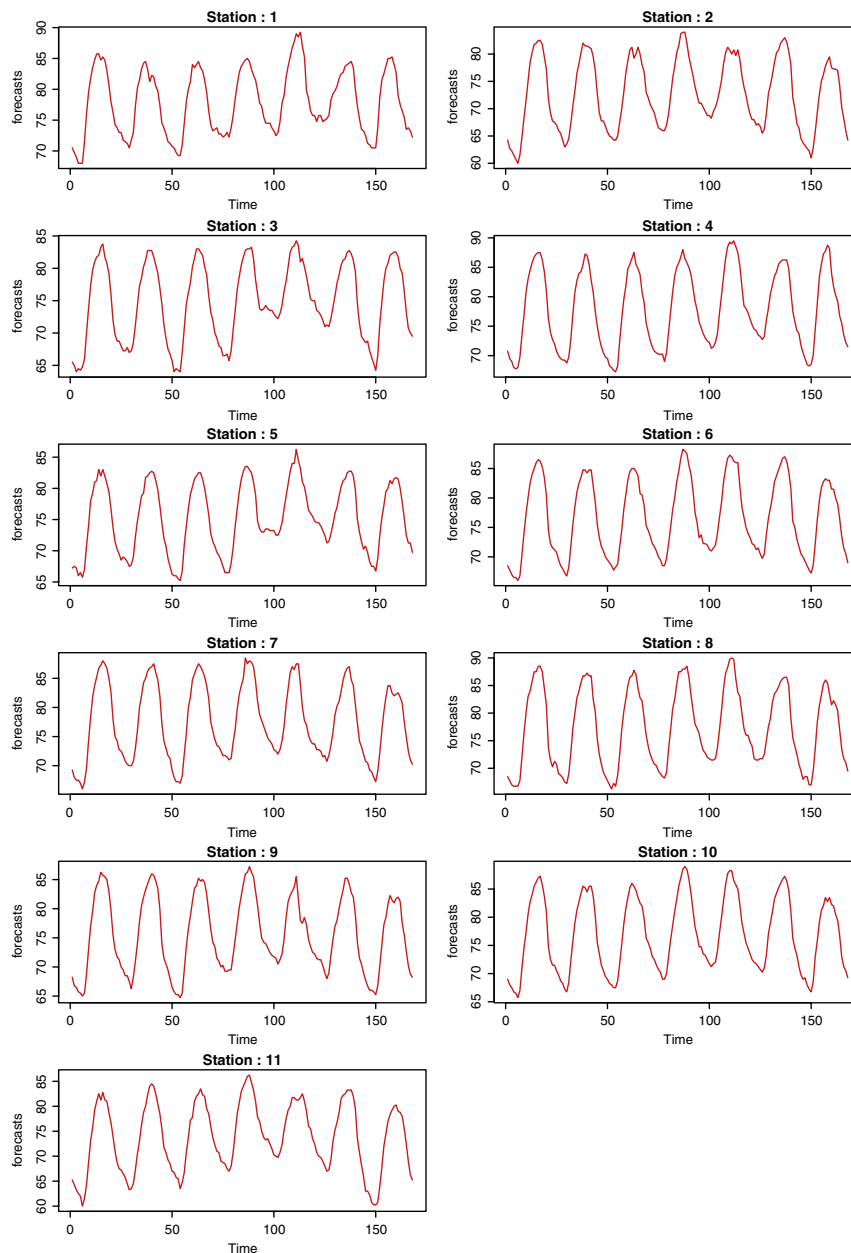 Station : 1
forecasts
90
85
80
75
70
0 50 100 150
Time
Station : 2
forecasts
80
75
70
65
60
0 50 100 150
Time
Station : 3
forecasts
85
80
75
70
65
0 50 100 150
Time
Station : 4
forecasts
90
85
80
75
70
0 50 100 150
Time
Station : 5
forecasts
85
80
75
70
65
0 50 100 150
Time
Station : 6
forecasts
85
80
75
70
0 50 100 150
Time
Station : 7
forecasts
85
80
75
70
0 50 100 150
Time
Station : 8
forecasts
90
85
80
75
70
0 50 100 150
Time
Station : 9
forecasts
85
80
75
70
65
0 50 100 150
Time
Station : 10
forecasts
85
80
75
70
65
0 50 100 150
Time
Station : 11
forecasts
85
80
75
70
65
60
0 50 100 150
Time